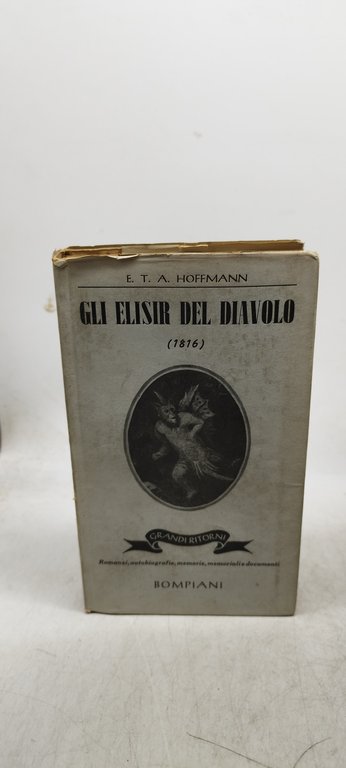 E. T. A. HOFFMANN
GLI ELISIR DEL DIAVOLO
(1816)
GRANDI RITORNI
Romanzi, autobiografie, memorie, memoriali e documenti
BOMPIANI